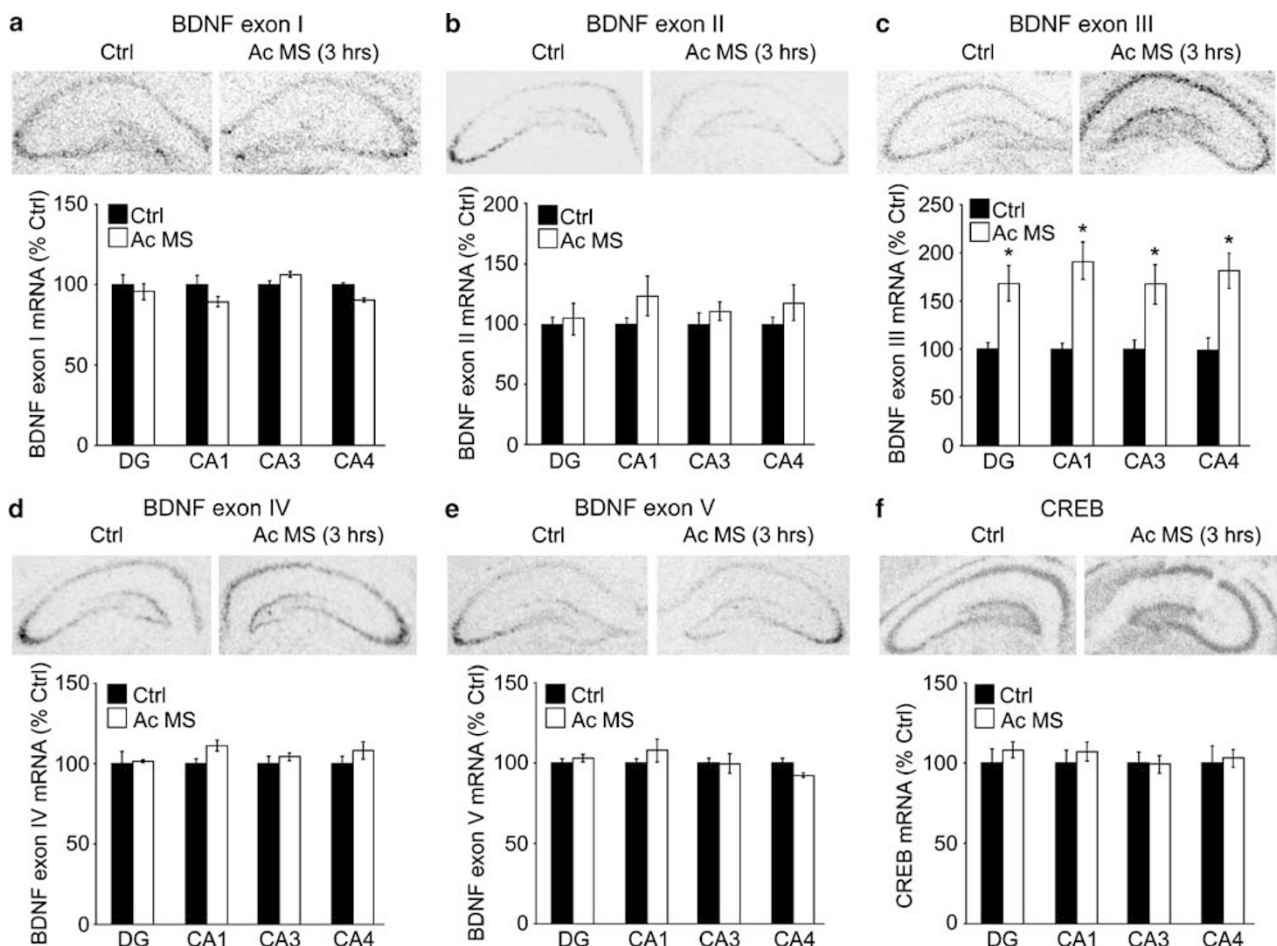 a
BDNF exon I
Ctrl
Ac MS (3 hrs)
BDNF exon I mRNA (% Ctrl)
150
100
50
0
Ctrl
Ac MS
DG
CA1
CA3
CA4
b
BDNF exon II
Ctrl
Ac MS (3 hrs)
BDNF exon II mRNA (% Ctrl)
200
150
100
50
0
Ctrl
Ac MS
DG
CA1
CA3
CA4
c
BDNF exon III
Ctrl
Ac MS (3 hrs)
BDNF exon III mRNA (% Ctrl)
250
200
150
100
50
0
Ctrl
Ac MS
*
*
*
*
DG
CA1
CA3
CA4
d
BDNF exon IV
Ctrl
Ac MS (3 hrs)
BDNF exon IV mRNA (% Ctrl)
150
100
50
0
Ctrl
Ac MS
DG
CA1
CA3
CA4
e
BDNF exon V
Ctrl
Ac MS (3 hrs)
BDNF exon V mRNA (% Ctrl)
150
100
50
0
Ctrl
Ac MS
DG
CA1
CA3
CA4
f
CREB
Ctrl
Ac MS (3 hrs)
CREB mRNA (% Ctrl)
150
100
50
0
Ctrl
Ac MS
DG
CA1
CA3
CA4